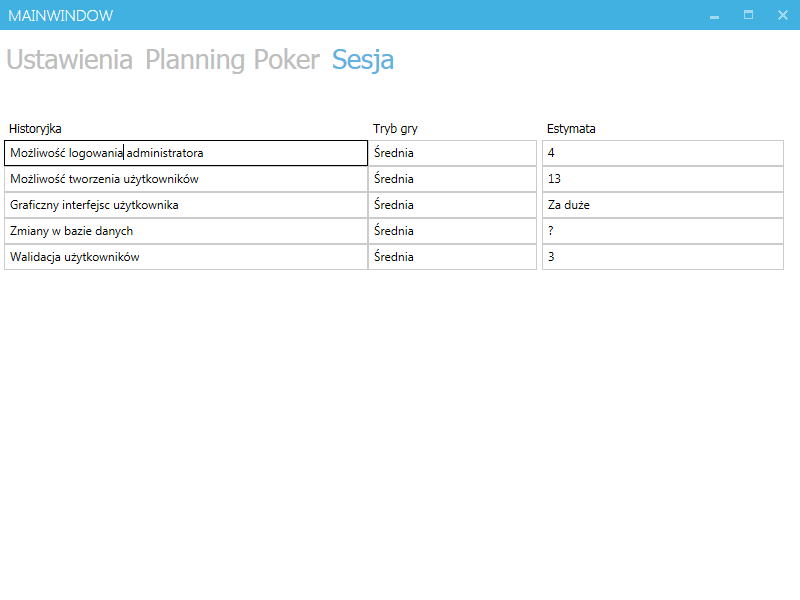 MAINWINDOW
Ustawienia Planning Poker Sesja
Historyjka Tryb gry Estymata
Możliwość logowania administratora Średnia 4
Możliwość tworzenia użytkowników Średnia 13
Graficzny interfejsc użytkownika Średnia Za duże
Zmiany w bazie danych Średnia ?
Walidacja użytkowników Średnia 3